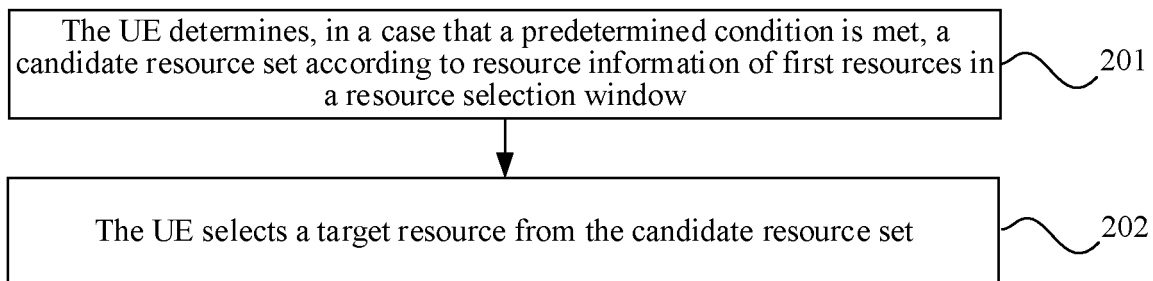 The UE determines, in a case that a predetermined condition is met, a
candidate resource set according to resource information of first resources in
a resource selection window
201
The UE selects a target resource from the candidate resource set
202